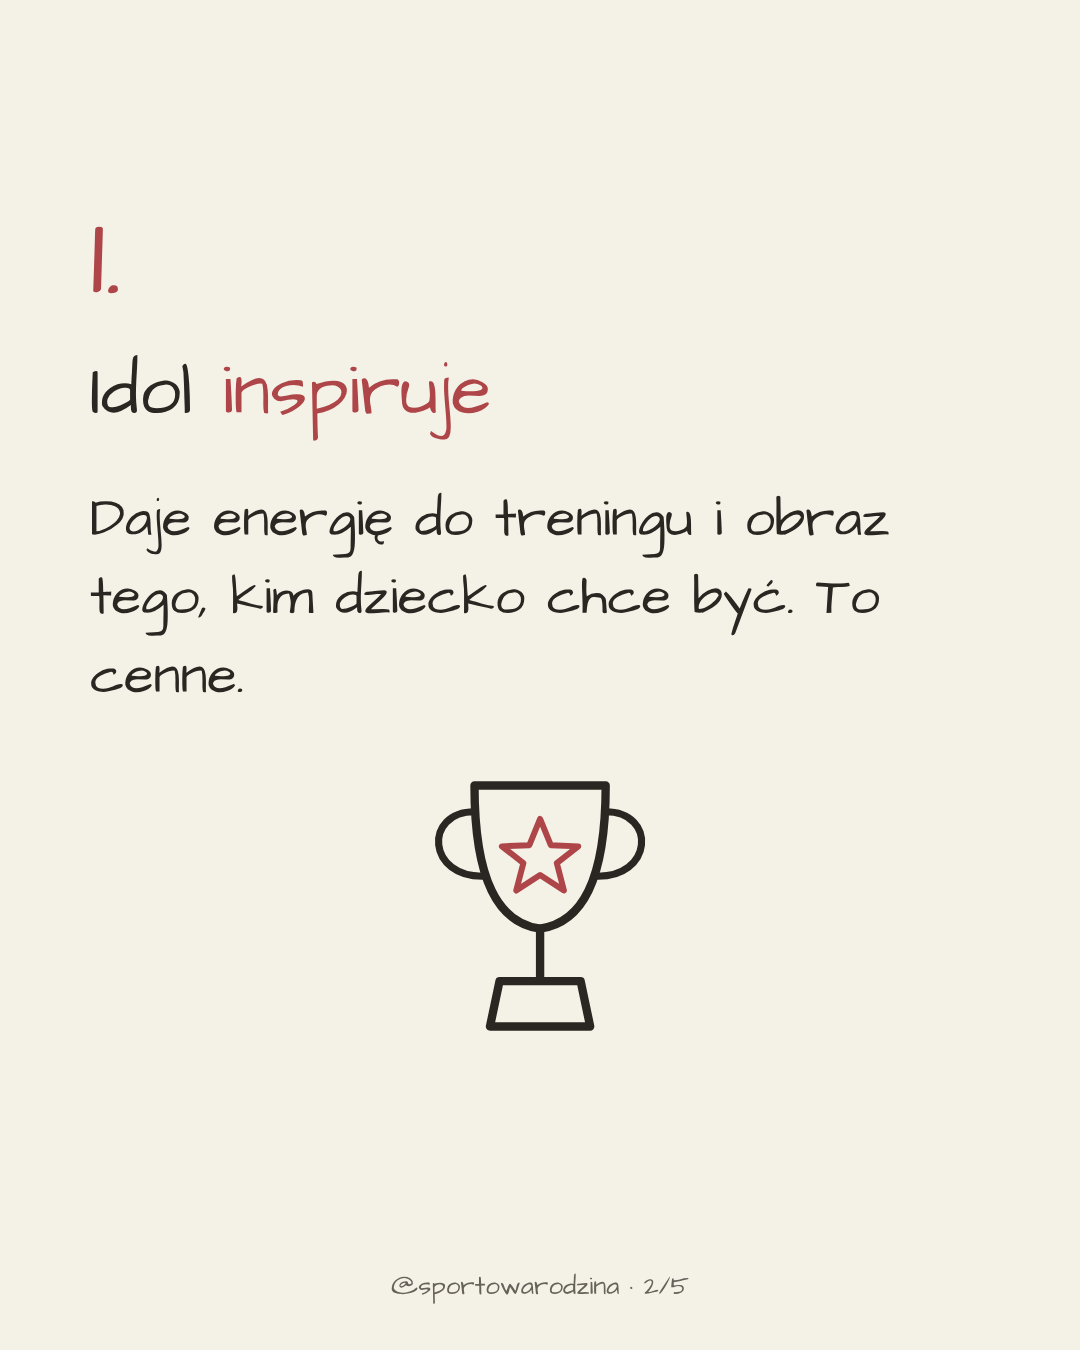 1.
Idol inspiruje
Daje energię do treningu i obraz
tego, kim dziecko chce być. To
cenne.
@sportowarodzina · 2/5